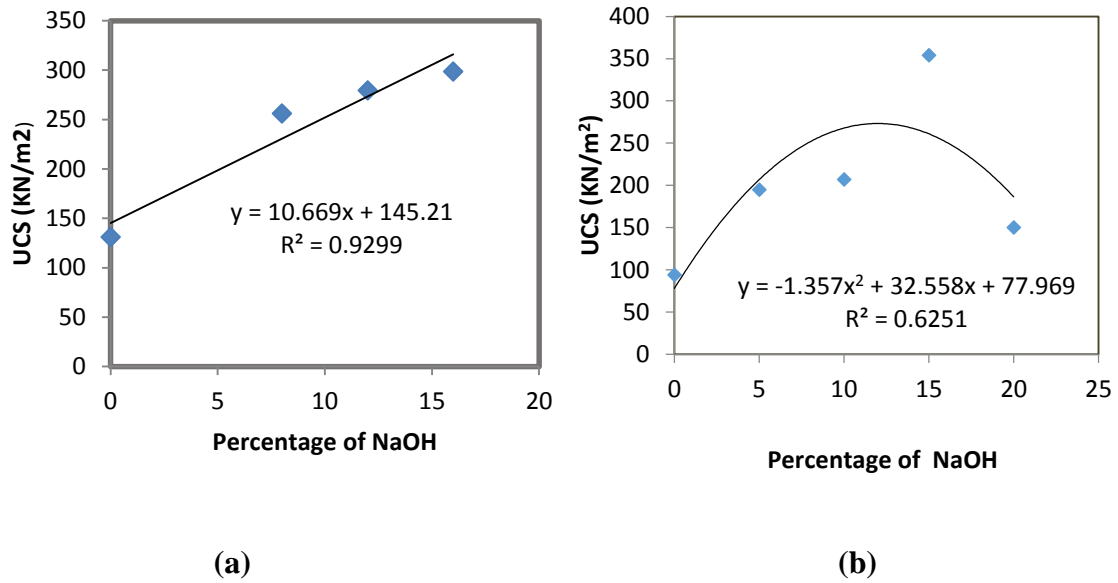 350
300
250
200
150
100
50
0
UCS (KN/m2)
y = 10.669x + 145.21
R² = 0.9299
0 5 10 15 20
Percentage of NaOH
(a)
400
350
300
250
200
150
100
50
0
UCS (KN/m²)
y = -1.357x² + 32.558x + 77.969
R² = 0.6251
0 5 10 15 20 25
Percentage of NaOH
(b)